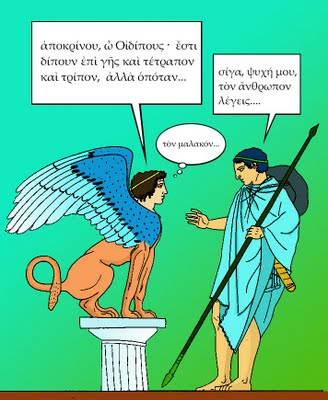 ἀποκρίνου, ὦ Οἰδίπους · ἔστι
δίπουν ἐπὶ γῆς καὶ τέτραπον
καὶ τρίπον, ἀλλὰ ὁπόταν...
σίγα, ψυχή μου,
τὸν ἄνθρωπον
λέγεις....
τὸν μαλακόν...